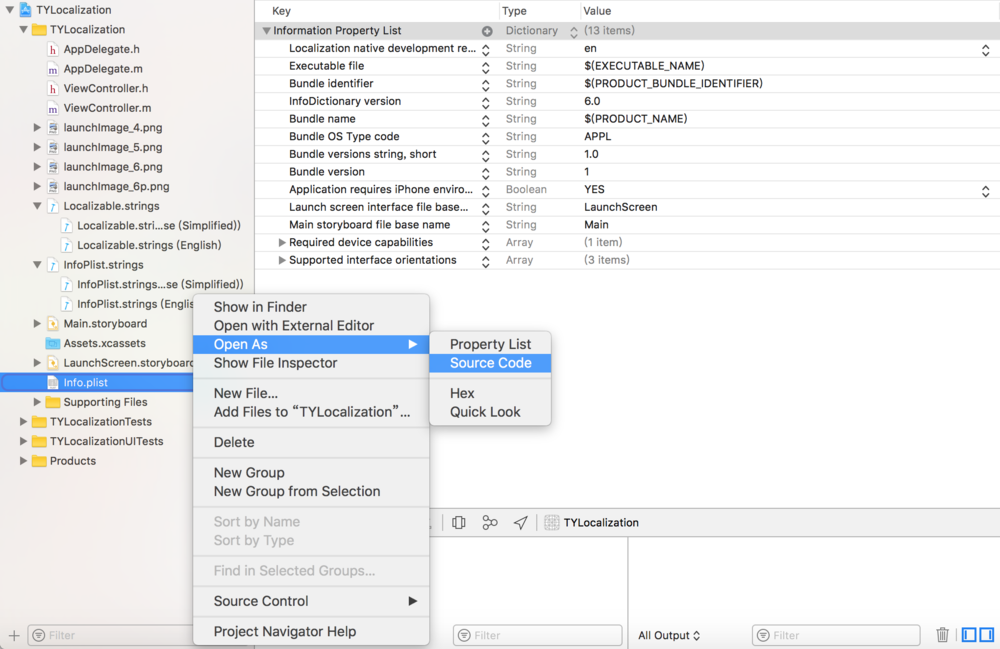 TYLocalization
TYLocalization
AppDelegate.h
AppDelegate.m
ViewController.h
ViewController.m
launchImage_4.png
launchImage_5.png
launchImage_6.png
launchImage_6p.png
Localizable.strings
Localizable.stri...se (Simplified))
Localizable.strings (English)
InfoPlist.strings
InfoPlist.strings...se (Simplified))
InfoPlist.strings
Main.storyboard
Assets.xcassets
LaunchScreen.storyboard
Info.plist
Supporting Files
TYLocalizationTests
TYLocalizationUITests
Products
Filter
Key Type Value
Information Property List Dictionary (13 items)
Localization native development re... String en
Executable file String $(EXECUTABLE_NAME)
Bundle identifier String $(PRODUCT_BUNDLE_IDENTIFIER)
InfoDictionary version String 6.0
Bundle name String $(PRODUCT_NAME)
Bundle OS Type code String APPL
Bundle versions string, short String 1.0
Bundle version String 1
Application requires iPhone enviro... Boolean YES
Launch screen interface file base... String LaunchScreen
Main storyboard file base name String Main
Required device capabilities Array (1 item)
Supported interface orientations Array (3 items)
Show in Finder
Open with External Editor
Open As
Show File Inspector
New File...
Add Files to “TYLocalization”...
Delete
New Group
New Group from Selection
Sort by Name
Sort by Type
Find in Selected Groups...
Source Control
Project Navigator Help
Property List
Source Code
Hex
Quick Look
TYLocalization
Filter
All Output
Filter